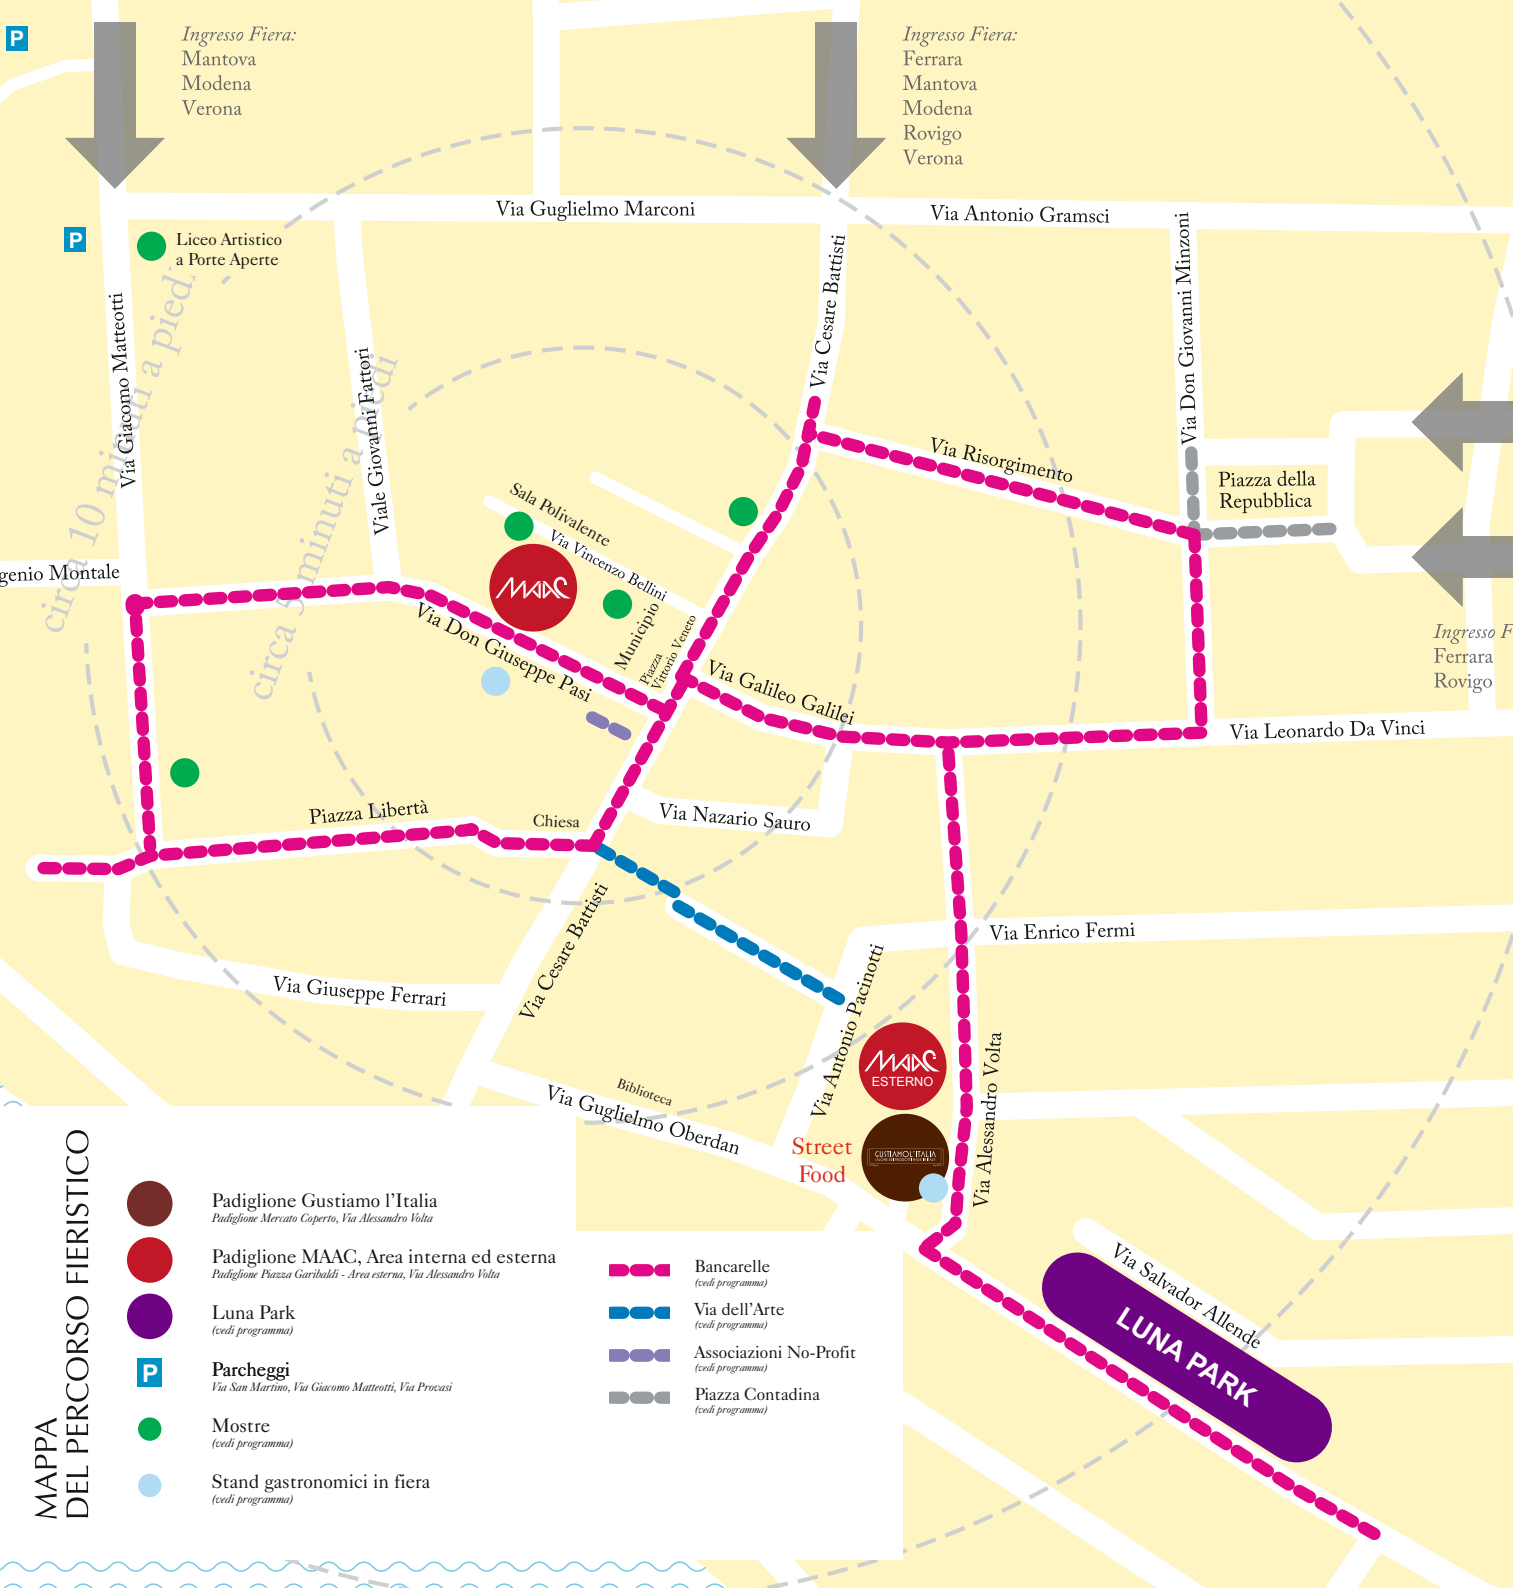 P
Ingresso Fiera:
Mantova
Modena
Verona
Ingresso Fiera:
Ferrara
Mantova
Modena
Rovigo
Verona
Via Guglielmo Marconi
Via Antonio Gramsci
P
Liceo Artistico
a Porte Aperte
Via Giacomo Matteotti
Viale Giovanni Fattori
Via Cesare Battisti
Via Don Giovanni Minzoni
circa 10 minuti a piedi
circa 5 minuti a piedi
Via Risorgimento
Piazza della
Repubblica
Sala Polivalente
Via Vincenzo Bellini
MAAC
Municipio
Piazza
Vittorio Veneto
genio Montale
Via Don Giuseppe Pasi
Via Galileo Galilei
Ingresso F
Ferrara
Rovigo
Via Leonardo Da Vinci
Piazza Libertà
Chiesa
Via Nazario Sauro
Via Cesare Battisti
Via Enrico Fermi
Via Giuseppe Ferrari
Via Antonio Pacinotti
MAAC
ESTERNO
Via Alessandro Volta
Biblioteca
Via Guglielmo Oberdan
Street
Food
GUSTIAMOL'ITALIA
Via Salvador Allende
LUNA PARK
MAPPA
DEL PERCORSO FIERISTICO
Padiglione Gustiamo l'Italia
Padiglione Mercato Coperto, Via Alessandro Volta
Padiglione MAAC, Area interna ed esterna
Padiglione Piazza Garibaldi - Area esterna, Via Alessandro Volta
Luna Park
(vedi programma)
P
Parcheggi
Via San Martino, Via Giacomo Matteotti, Via Provasi
Mostre
(vedi programma)
Stand gastronomici in fiera
(vedi programma)
Bancarelle
(vedi programma)
Via dell'Arte
(vedi programma)
Associazioni No-Profit
(vedi programma)
Piazza Contadina
(vedi programma)